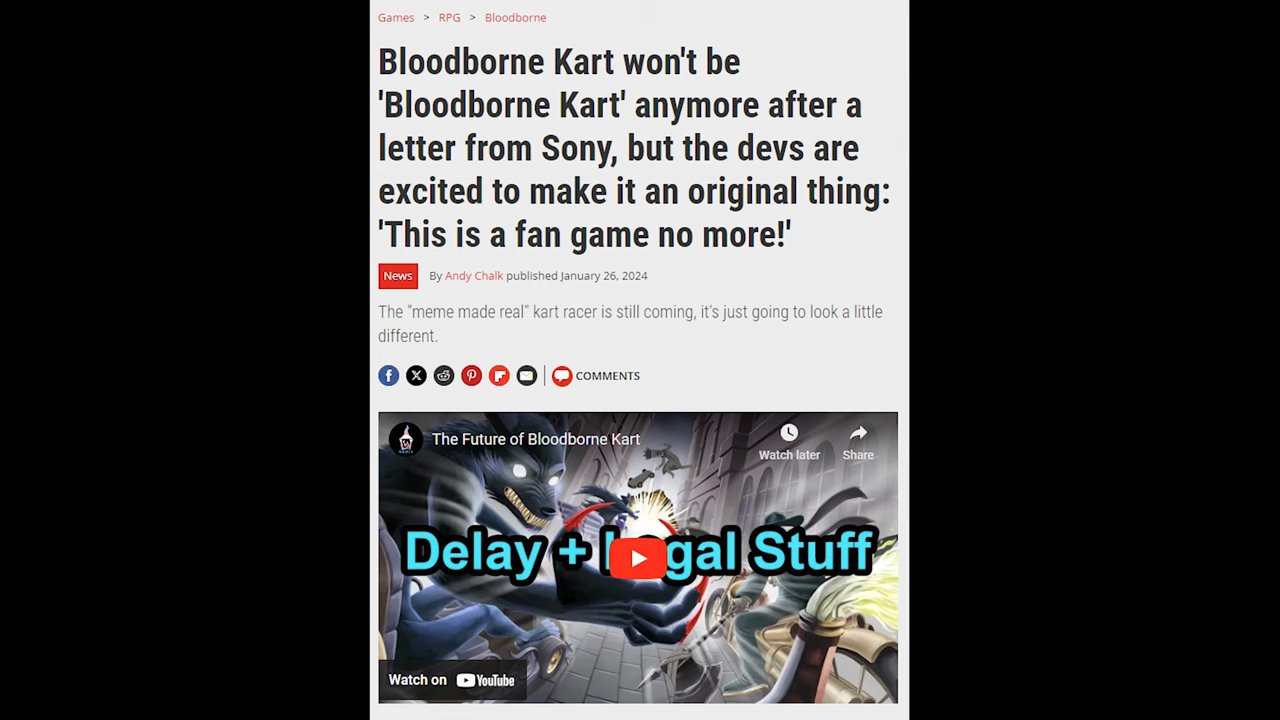 Games > RPG > Bloodborne
Bloodborne Kart won't be
'Bloodborne Kart' anymore after a
letter from Sony, but the devs are
excited to make it an original thing:
'This is a fan game no more!'
News By Andy Chalk published January 26, 2024
The "meme made real" kart racer is still coming, it's just going to look a little
different.
COMMENTS
The Future of Bloodborne Kart
Watch later Share
Delay + Legal Stuff
Watch on YouTube